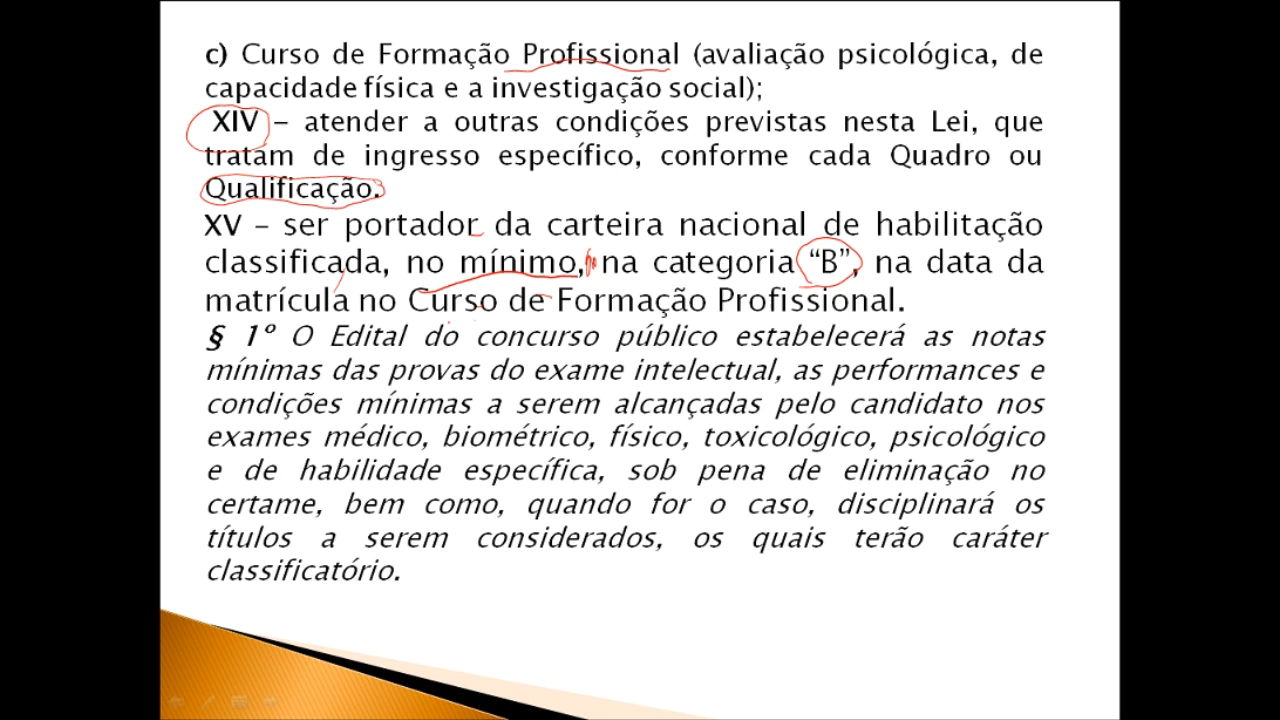 c) Curso de Formação Profissional (avaliação psicológica, de
capacidade física e a investigação social);
XIV – atender a outras condições previstas nesta Lei, que
tratam de ingresso específico, conforme cada Quadro ou
Qualificação.
XV – ser portador da carteira nacional de habilitação
classificada, no mínimo, na categoria “B”, na data da
matrícula no Curso de Formação Profissional.
§ 1º O Edital do concurso público estabelecerá as notas
mínimas das provas do exame intelectual, as performances e
condições mínimas a serem alcançadas pelo candidato nos
exames médico, biométrico, físico, toxicológico, psicológico
e de habilidade específica, sob pena de eliminação no
certame, bem como, quando for o caso, disciplinará os
títulos a serem considerados, os quais terão caráter
classificatório.